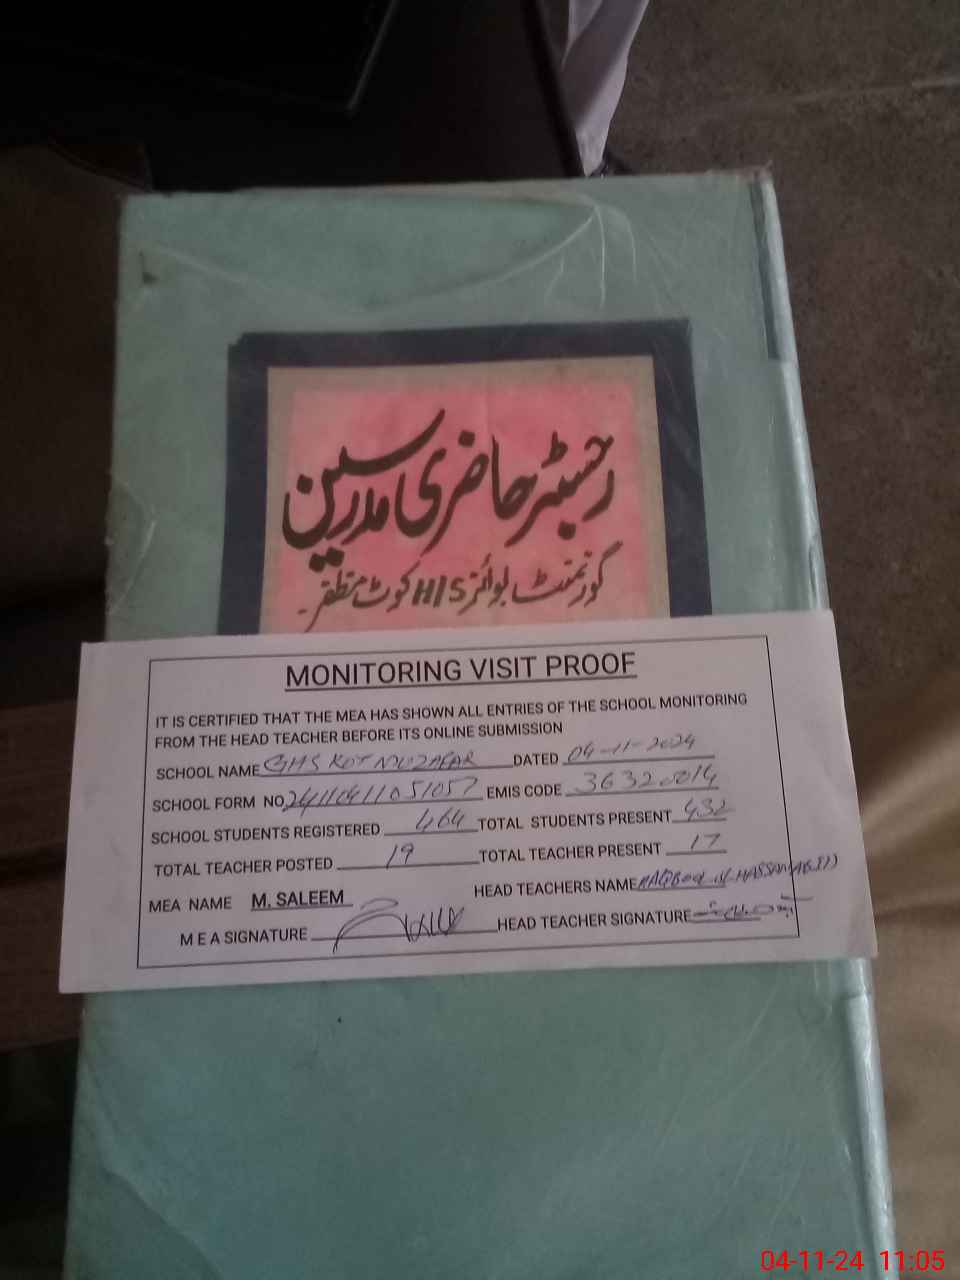 رجسٹر حاضری مدرسین
گورنمنٹ بوائز H/S کوٹ مظفر
MONITORING VISIT PROOF
IT IS CERTIFIED THAT THE MEA HAS SHOWN ALL ENTRIES OF THE SCHOOL MONITORING
FROM THE HEAD TEACHER BEFORE ITS ONLINE SUBMISSION
SCHOOL NAME GHS KOT MUZAFAR DATED 04-11-2024
SCHOOL FORM NO 24110411051057 EMIS CODE 36320014
SCHOOL STUDENTS REGISTERED 464 TOTAL STUDENTS PRESENT 432
TOTAL TEACHER POSTED 19 TOTAL TEACHER PRESENT 17
MEA NAME M. SALEEM HEAD TEACHERS NAME MAQBOOL UL HASSAN
M E A SIGNATURE HEAD TEACHER SIGNATURE
04-11-24 11:05